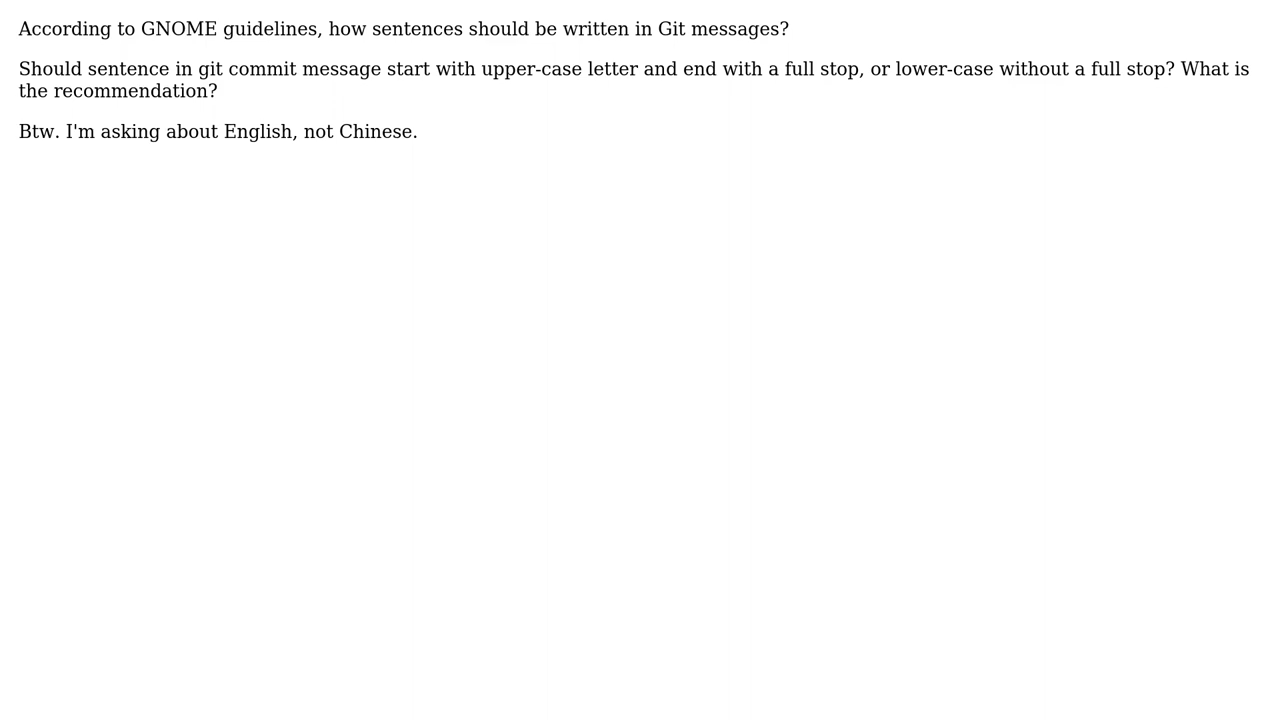 According to GNOME guidelines, how sentences should be written in Git messages?
Should sentence in git commit message start with upper-case letter and end with a full stop, or lower-case without a full stop? What is
the recommendation?
Btw. I'm asking about English, not Chinese.